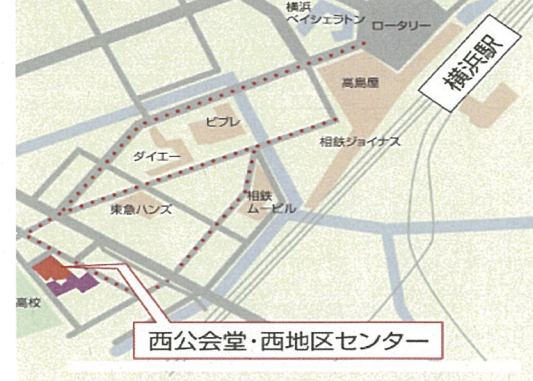 横浜
ベイシェラトン
ロータリー
横浜駅
高島屋
ビブレ
相鉄ジョイナス
ダイエー
東急ハンズ
相鉄
ムービル
高校
西公会堂・西地区センター